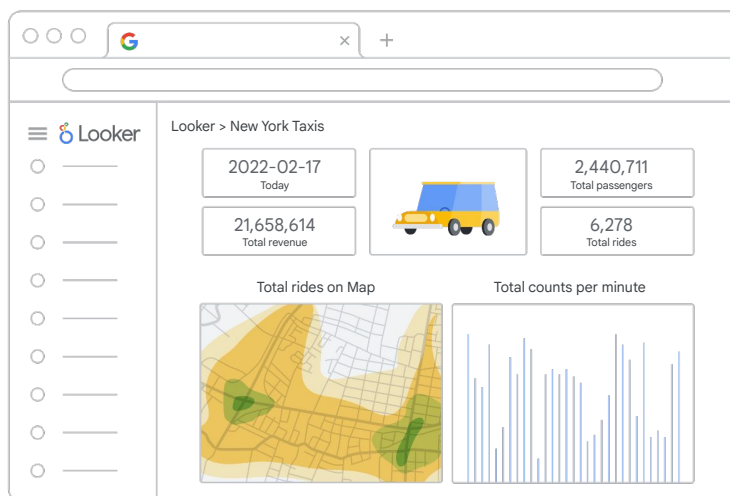 Looker
Looker > New York Taxis
2022-02-17
Today
2,440,711
Total passengers
21,658,614
Total revenue
6,278
Total rides
Total rides on Map
Total counts per minute